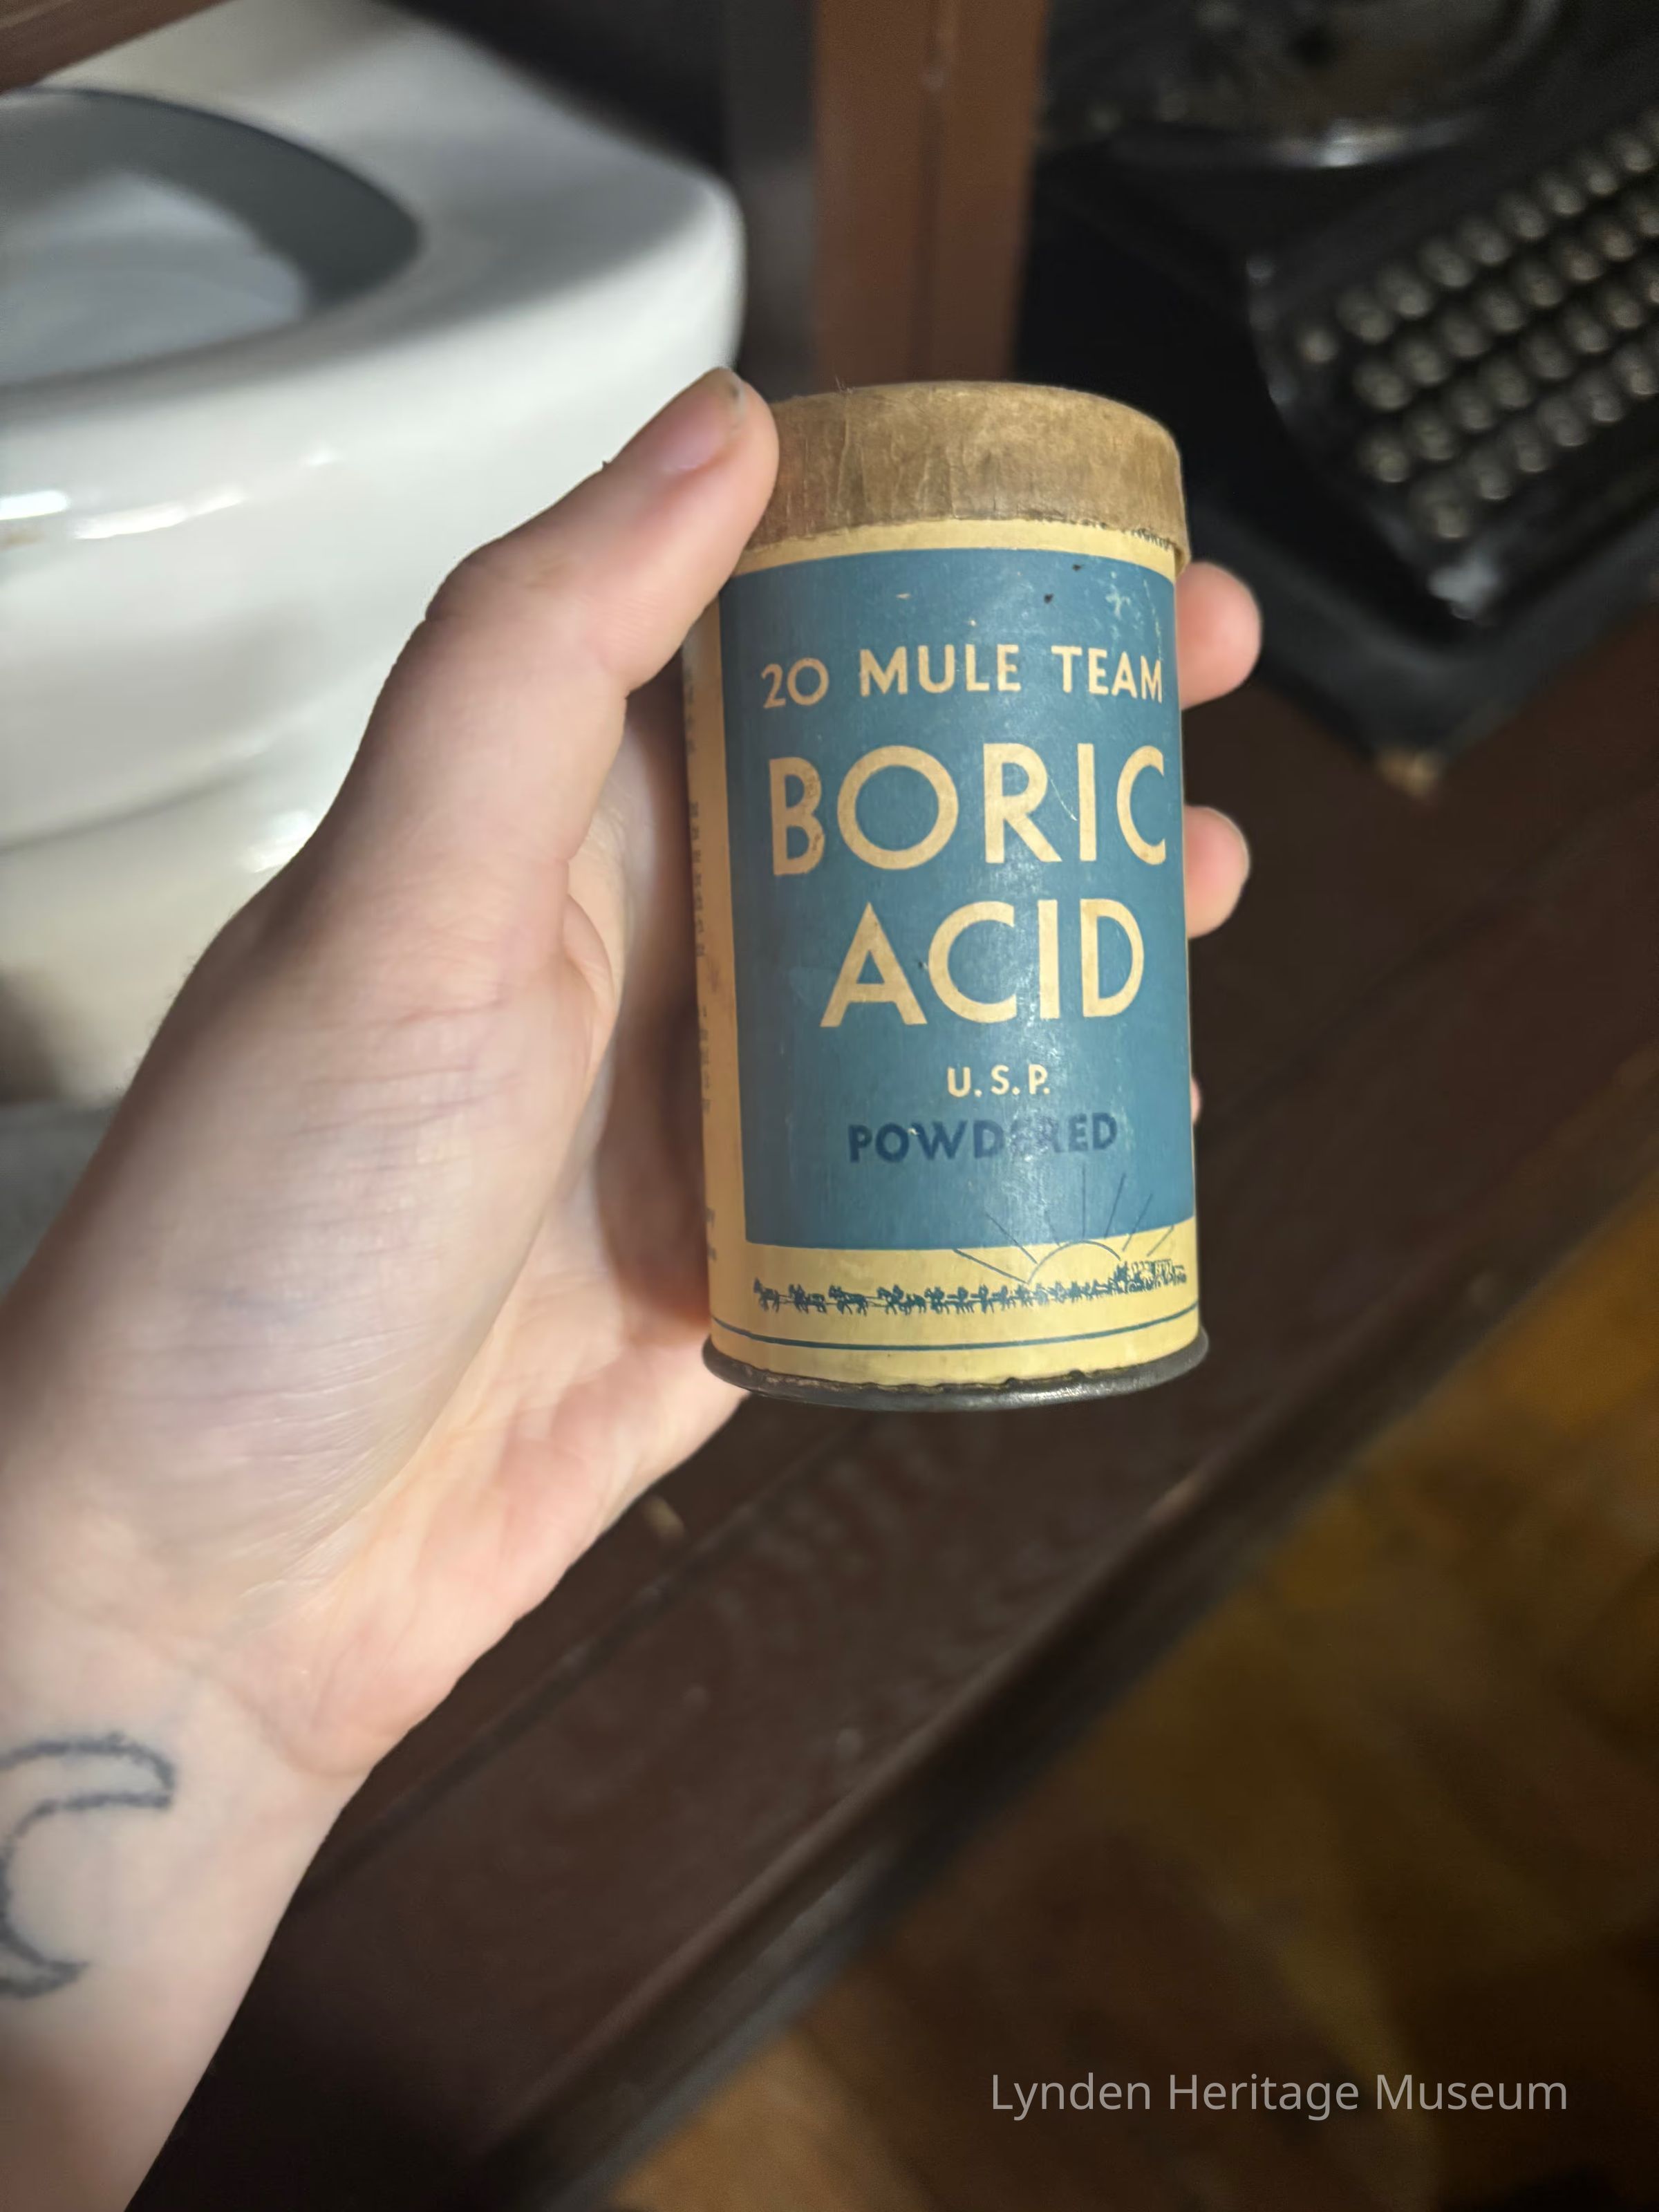 20 MULE TEAM
BORIC
ACID
U.S.P.
POWDERED
Lynden Heritage Museum